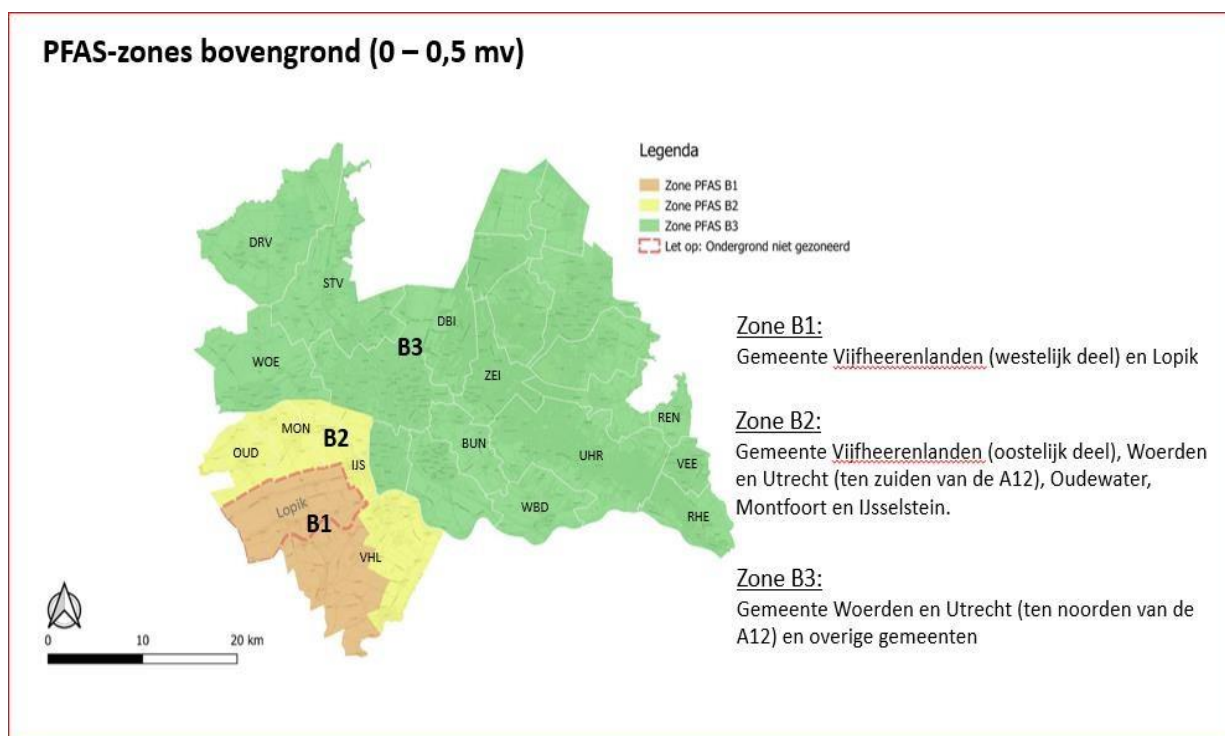 PFAS-zones bovengrond (0 – 0,5 mv)
Legenda
Zone PFAS B1
Zone PFAS B2
Zone PFAS B3
Let op: Ondergrond niet gezoneerd
DRV
STV
DBI
WOE
B3
ZEI
REN
MON
B2
BUN
OUD
IJS
UHR
VEE
WBD
Lopik
B1
RHE
VHL
0 10 20 km
Zone B1:
Gemeente Vijfheerenlanden (westelijk deel) en Lopik
Zone B2:
Gemeente Vijfheerenlanden (oostelijk deel), Woerden
en Utrecht (ten zuiden van de A12), Oudewater,
Montfoort en IJsselstein.
Zone B3:
Gemeente Woerden en Utrecht (ten noorden van de
A12) en overige gemeenten